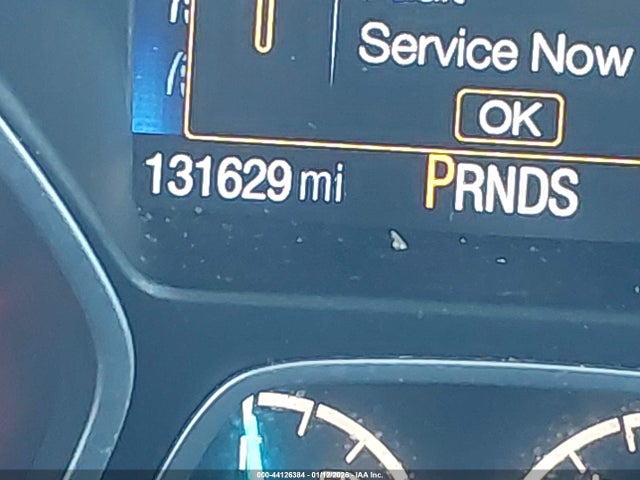 Service Now
OK
131629 mi
PRNDS
000-44126384 - 01/12/2026 - IAA Inc.